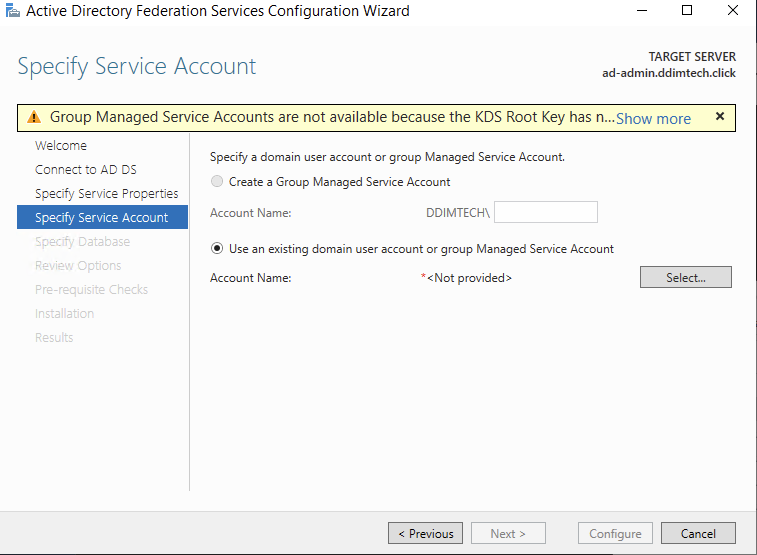 Active Directory Federation Services Configuration Wizard
Specify Service Account
TARGET SERVER
ad-admin.ddimtech.click
Group Managed Service Accounts are not available because the KDS Root Key has n... Show more
Welcome
Connect to AD DS
Specify Service Properties
Specify Service Account
Specify Database
Review Options
Pre-requisite Checks
Installation
Results
Specify a domain user account or group Managed Service Account.
Create a Group Managed Service Account
Account Name: DDIMTECH\
Use an existing domain user account or group Managed Service Account
Account Name: *<Not provided> Select...
< Previous Next > Configure Cancel